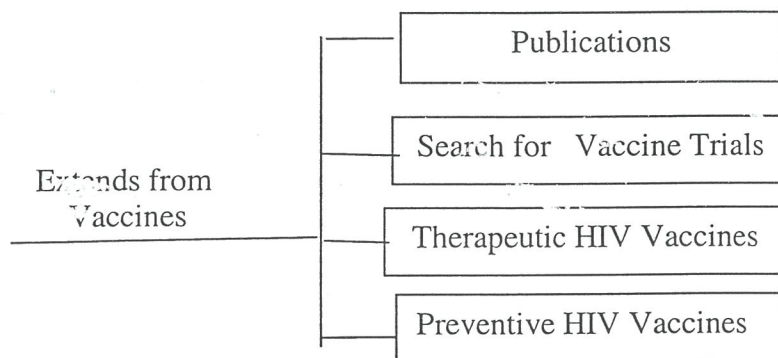 Extends from
Vaccines
Publications
Search for Vaccine Trials
Therapeutic HIV Vaccines
Preventive HIV Vaccines